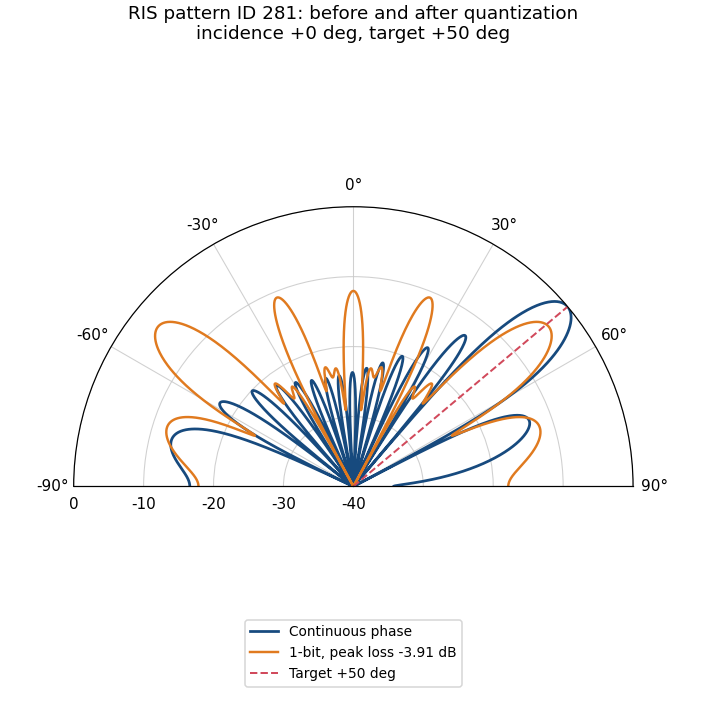 RIS pattern ID 281: before and after quantization
incidence +0 deg, target +50 deg
0°
-30°
30°
-60°
60°
-90°
90°
0
-10
-20
-30
-40
Continuous phase
1-bit, peak loss -3.91 dB
Target +50 deg